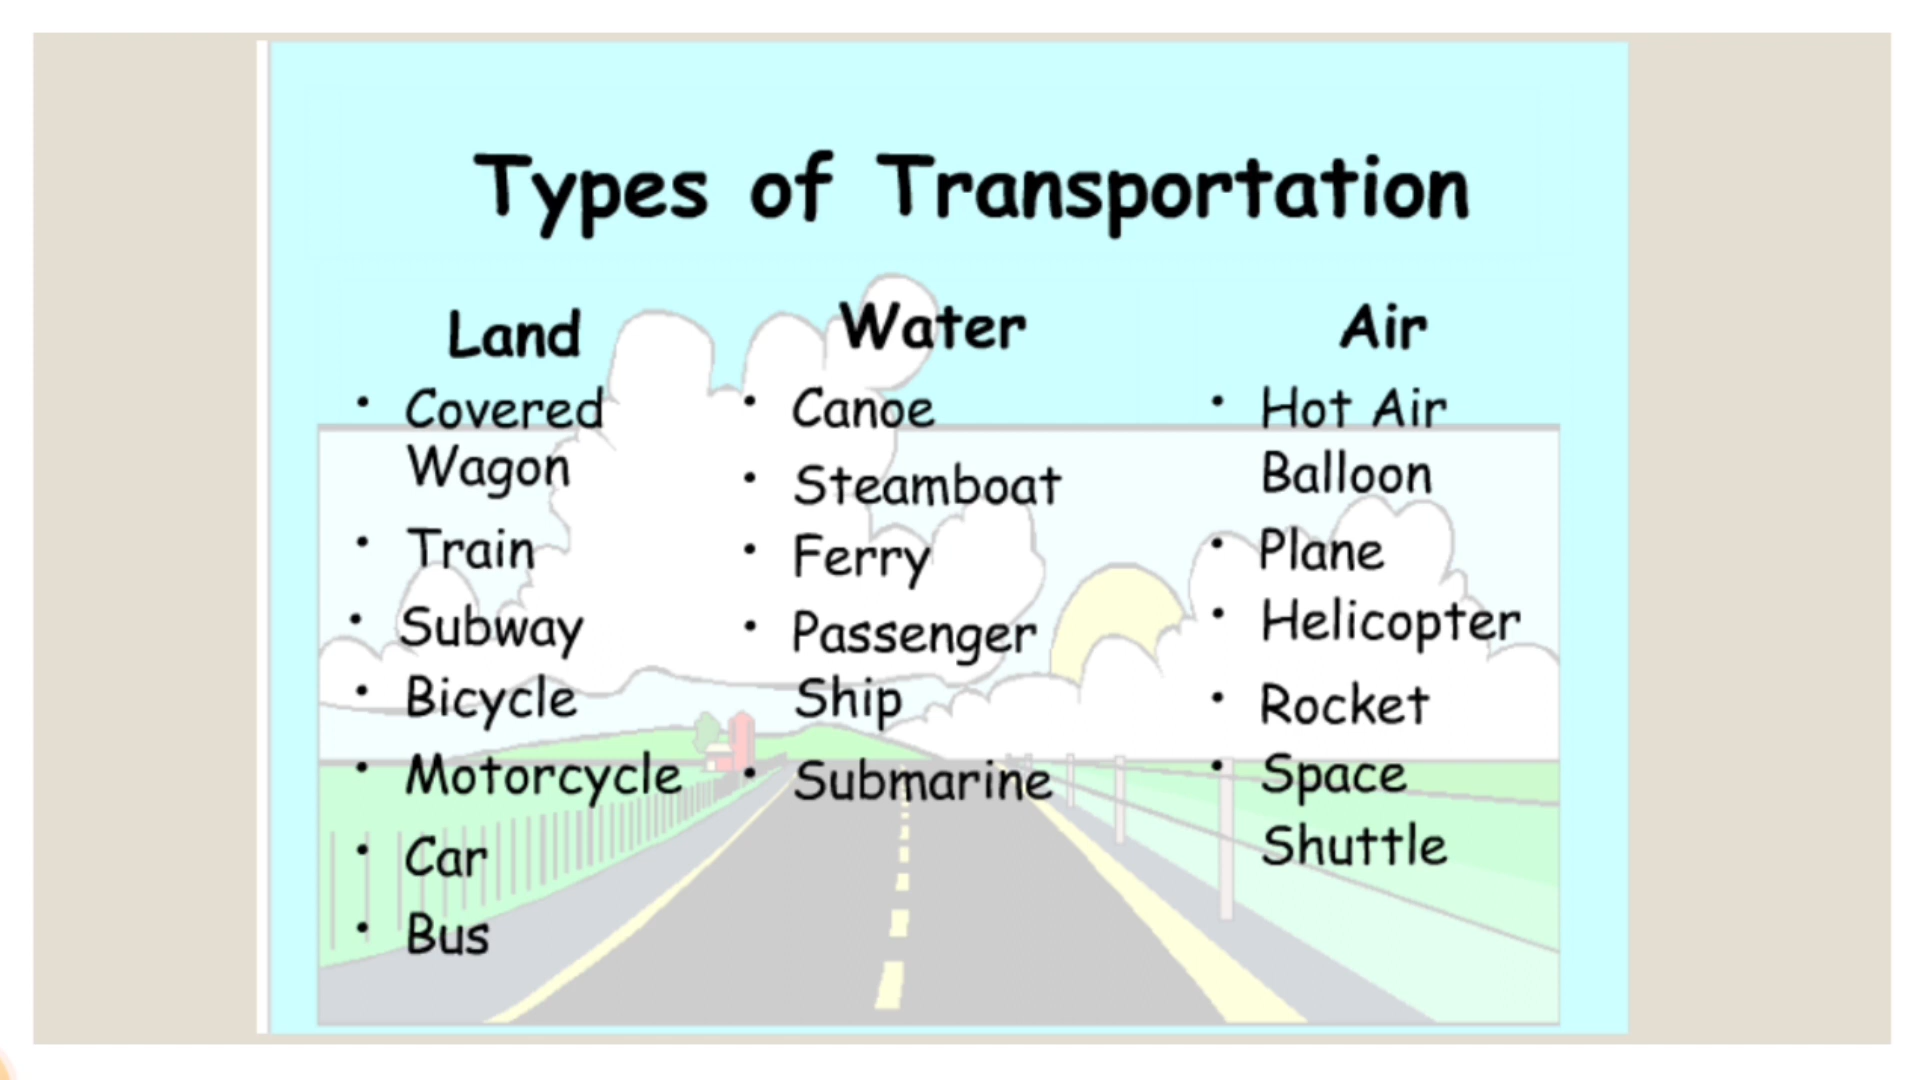 Types of Transportation
Land
• Covered
Wagon
• Train
• Subway
• Bicycle
• Motorcycle
• Car
• Bus
Water
• Canoe
• Steamboat
• Ferry
• Passenger
Ship
• Submarine
Air
• Hot Air
Balloon
• Plane
• Helicopter
• Rocket
• Space
Shuttle